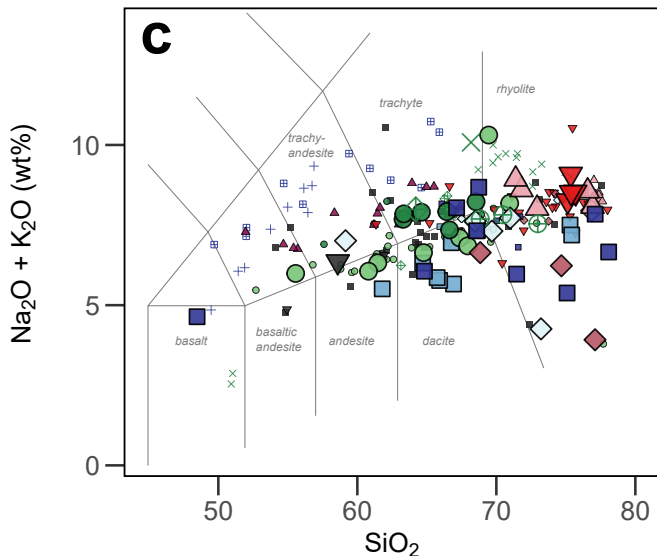 c
rhyolite
trachyte
trachy-
andesite
10
Na₂O + K₂O (wt%)
5
basalt
basaltic
andesite
andesite
dacite
0
50
60
70
80
SiO₂